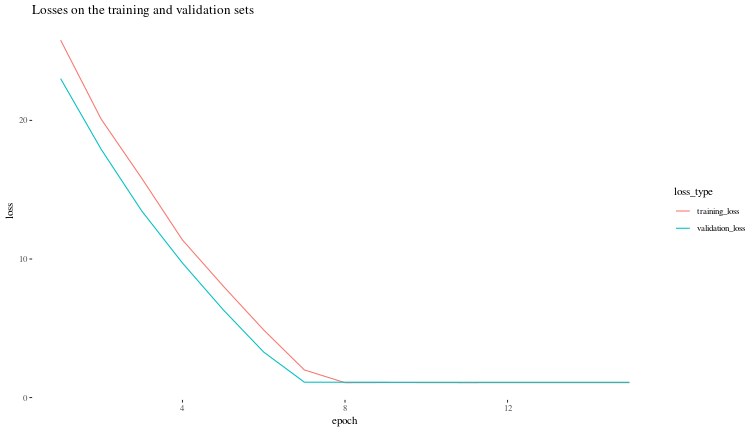 Losses on the training and validation sets
20
10
0
loss
4
8
12
epoch
loss_type
training_loss
validation_loss